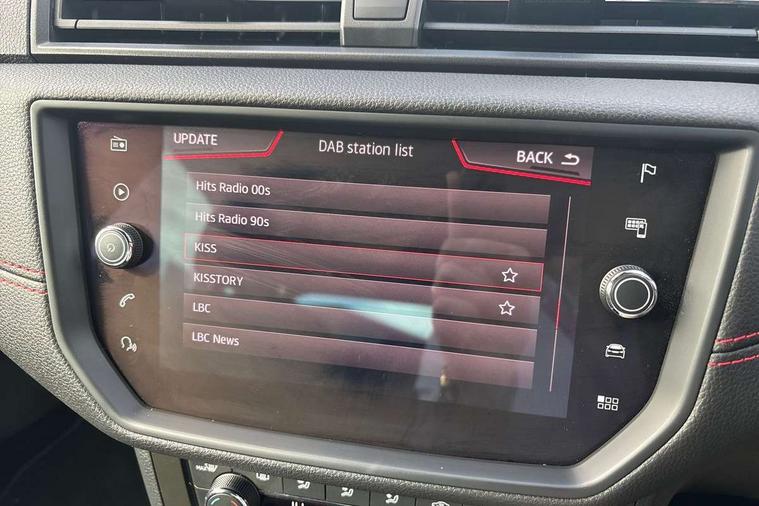 UPDATE
DAB station list
BACK
Hits Radio 00s
Hits Radio 90s
KISS
KISSTORY
LBC
LBC News